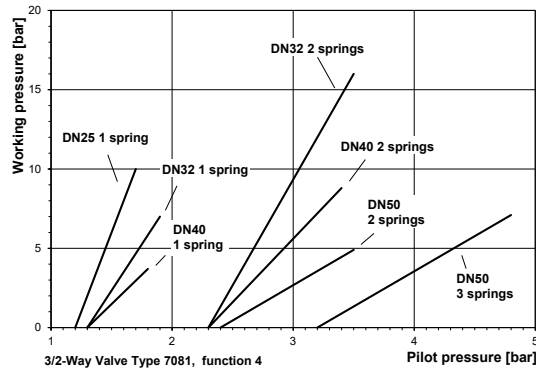 Working pressure [bar]
20
15
10
5
0
DN32 2 springs
DN25 1 spring
DN40 2 springs
DN32 1 spring
DN40
1 spring
DN50
2 springs
DN50
3 springs
1
2
3
4
5
3/2-Way Valve Type 7081, function 4
Pilot pressure [bar]